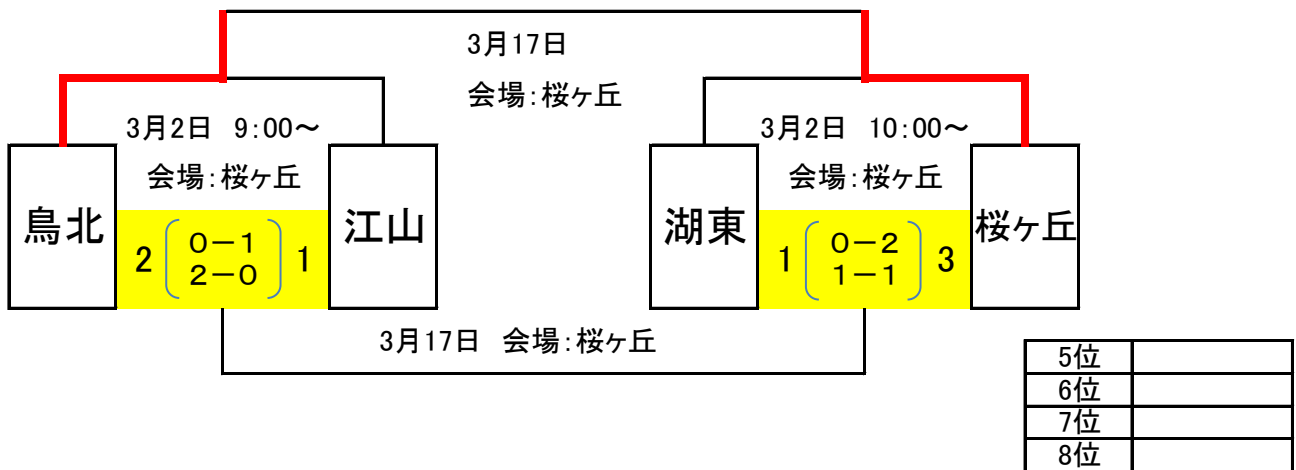 3月17日
会場：桜ヶ丘
3月2日　9：00～
会場：桜ヶ丘
3月2日　10：00～
会場：桜ヶ丘
鳥北
2
0－1
2－0
1
江山
湖東
1
0－2
1－1
3
桜ヶ丘
3月17日　会場：桜ヶ丘
5位
6位
7位
8位